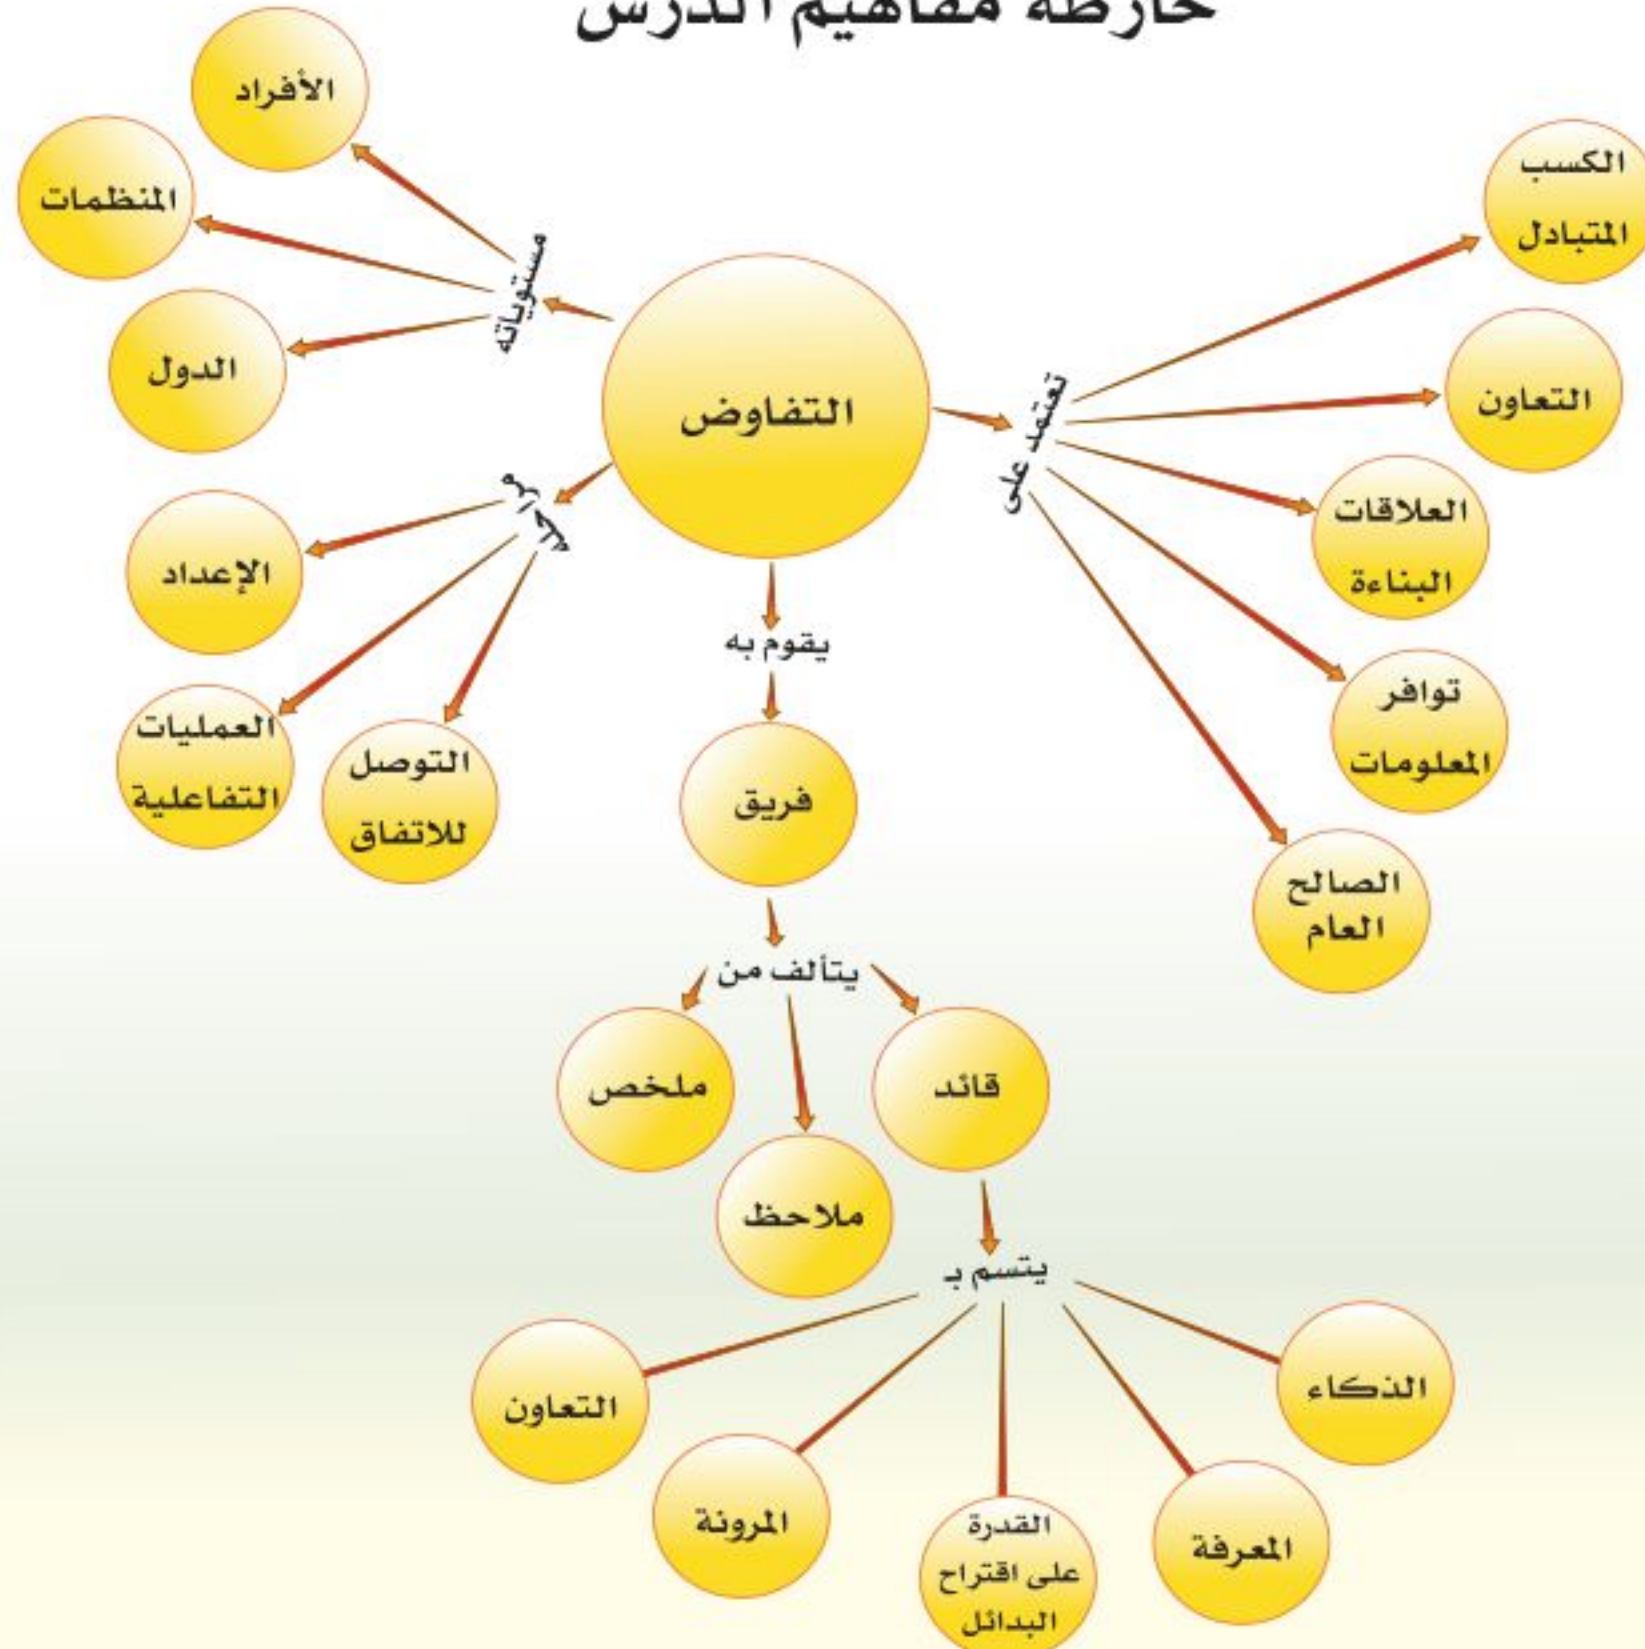 خارطة مفاهيم الدرس
التفاوض
تعتمد على
الكسب
المتبادل
التعاون
العلاقات
البناءة
توافر
المعلومات
الصالح
العام
مستوياته
الأفراد
المنظمات
الدول
مراحله
الإعداد
العمليات
التفاعلية
التوصل
للاتفاق
يقوم به
فريق
يتألف من
قائد
ملاحظ
ملخص
يتسم بـ
الذكاء
المعرفة
القدرة
على اقتراح
البدائل
المرونة
التعاون